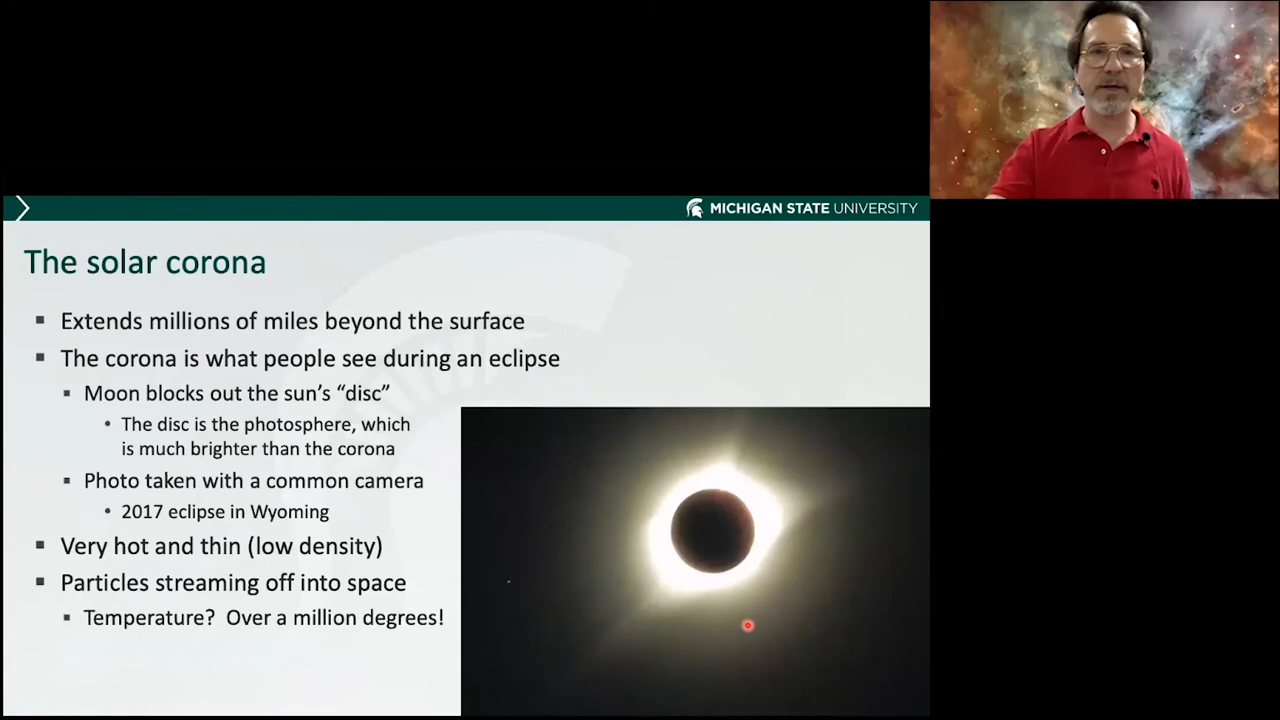 MICHIGAN STATE UNIVERSITY
The solar corona
Extends millions of miles beyond the surface
The corona is what people see during an eclipse
Moon blocks out the sun's “disc”
The disc is the photosphere, which
is much brighter than the corona
Photo taken with a common camera
2017 eclipse in Wyoming
Very hot and thin (low density)
Particles streaming off into space
Temperature? Over a million degrees!